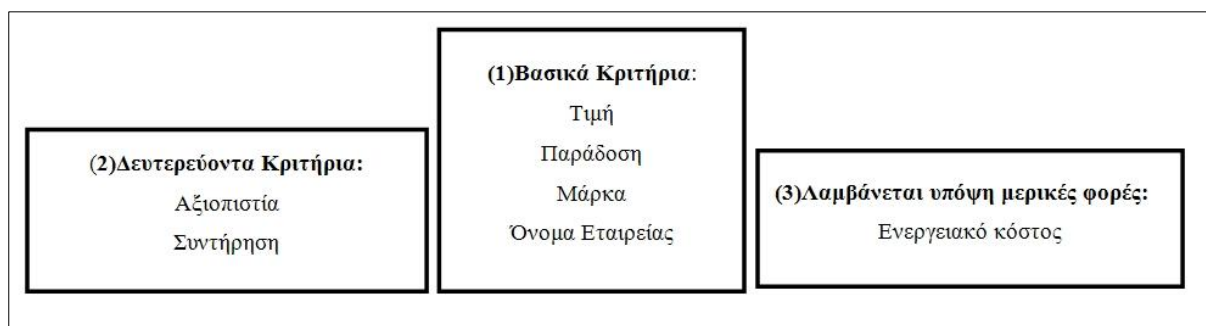 (1)Βασικά Κριτήρια:
Τιμή
Παράδοση
Μάρκα
Όνομα Εταιρείας
(2)Δευτερεύοντα Κριτήρια:
Αξιοπιστία
Συντήρηση
(3)Λαμβάνεται υπόψη μερικές φορές:
Ενεργειακό κόστος